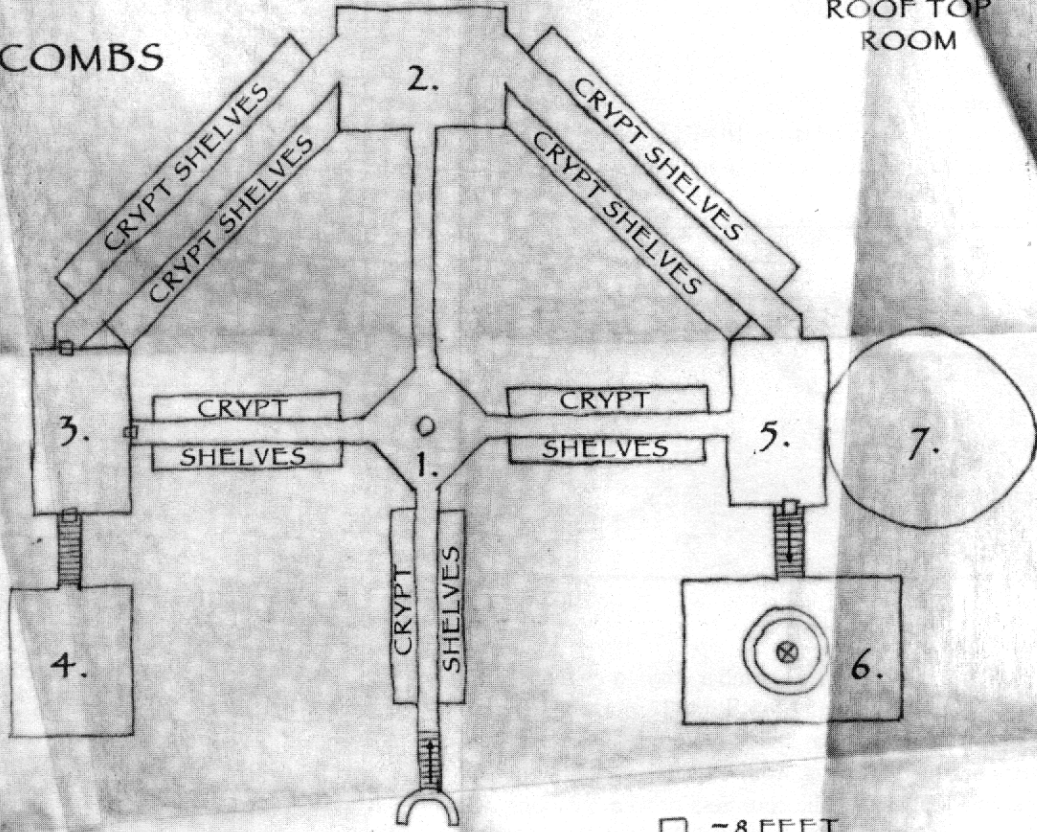 COMBS
ROOF TOP
ROOM
2.
CRYPT SHELVES
CRYPT SHELVES
CRYPT SHELVES
CRYPT SHELVES
3.
CRYPT
SHELVES
1.
CRYPT
SHELVES
5.
7.
CRYPT
SHELVES
4.
6.
~8 FEET